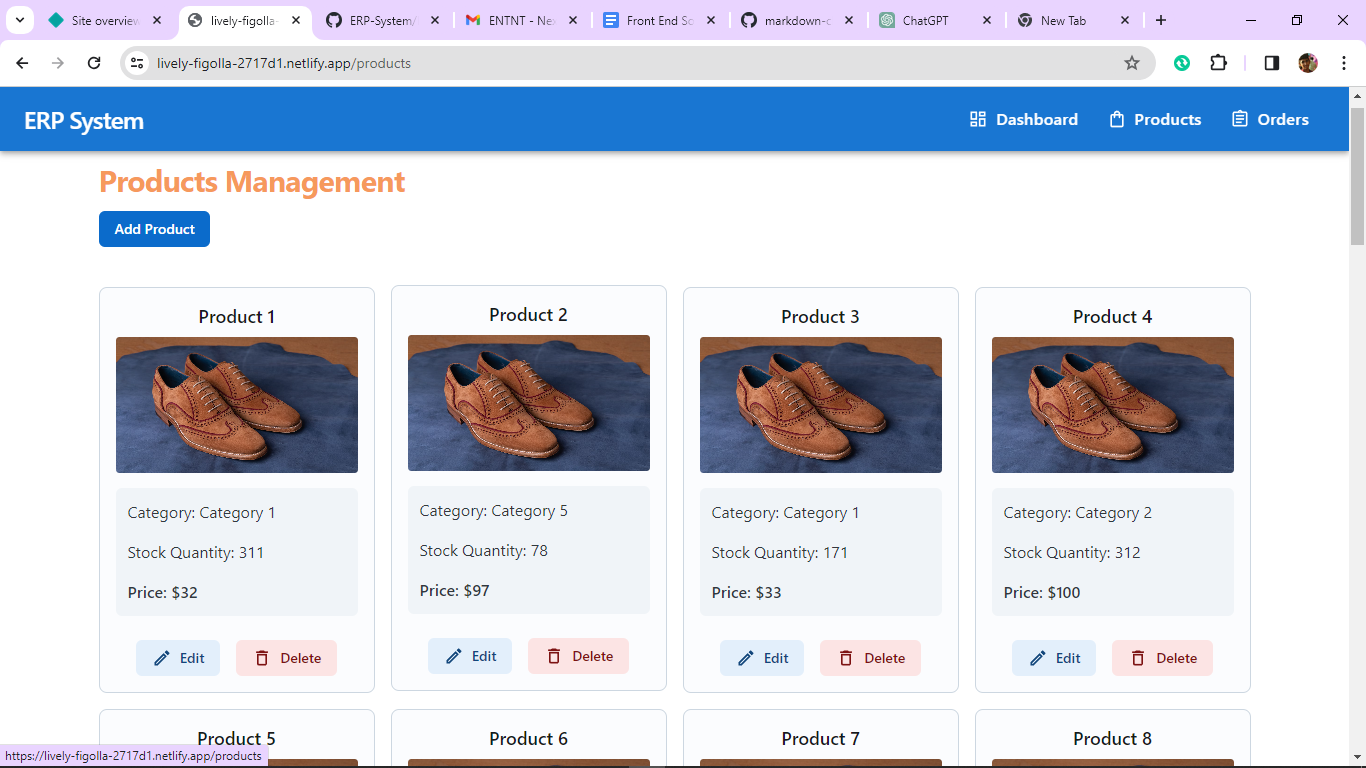 Site overview
lively-figolla-
ERP-System/
ENTNT - Ne
Front End Sc
markdown-c
ChatGPT
New Tab
lively-figolla-2717d1.netlify.app/products
ERP System
Dashboard
Products
Orders
Products Management
Add Product
Product 1
Product 2
Product 3
Product 4
Category: Category 1
Stock Quantity: 311
Price: $32
Category: Category 5
Stock Quantity: 78
Price: $97
Category: Category 1
Stock Quantity: 171
Price: $33
Category: Category 2
Stock Quantity: 312
Price: $100
Edit
Delete
Edit
Delete
Edit
Delete
Edit
Delete
Product 5
Product 6
Product 7
Product 8
https://lively-figolla-2717d1.netlify.app/products